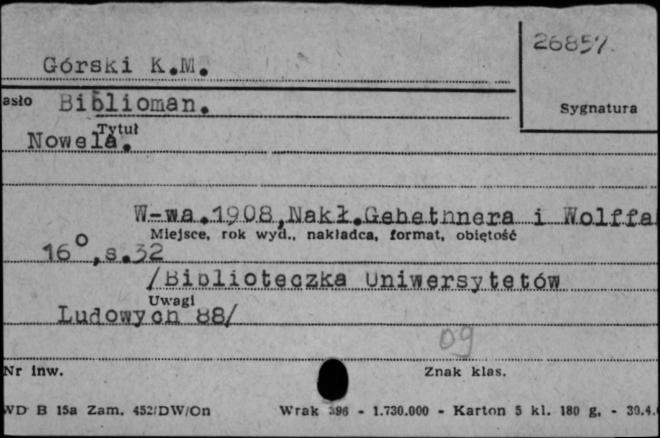 26857.
Górski K.M.
asło Biblioman. Sygnatura
Tytuł
Nowela.
W-wa.1908,Nakł.Gebethnera i Wolffa
Miejsce, rok wyd., nakładca, format, objętość
16°,s.32
/Biblioteczka Uniwersytetów
Uwagi
Ludowych 88/
09
Nr inw. Znak klas.
WD B 15a Zam. 452/DW/On Wrak 396 - 1.730.000 - Karton 5 kl. 180 g. - 30.4.